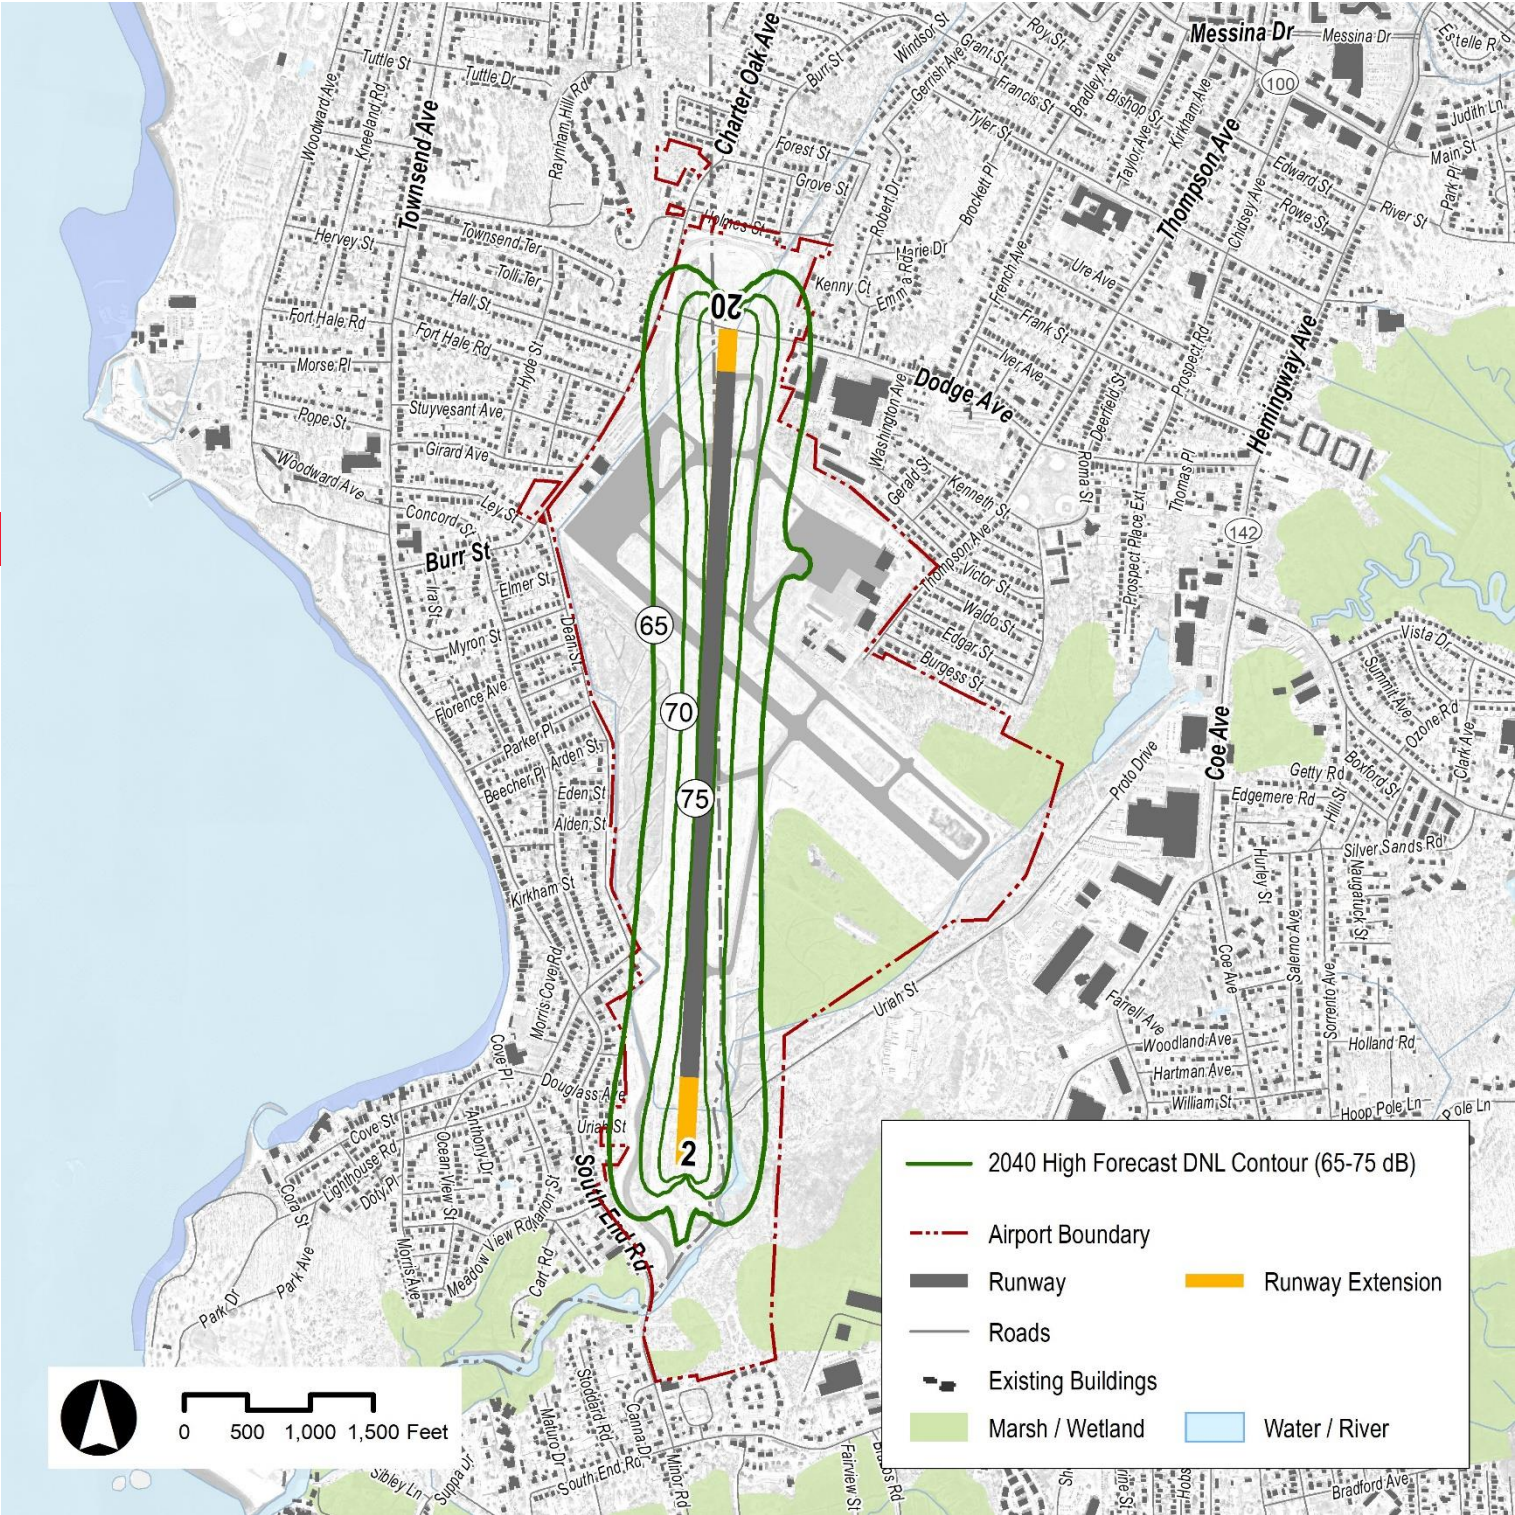 Messina Dr
Messina Dr
Estelle R
100
Roy St
Windsor St
Grant St
Charter Oak Ave
Burr St
Gerrish Ave
Francis St
Bradley Ave
Bishop St
Kirkham Ave
Judith Ln
Tuttle St
Tuttle Dr
Woodward Ave
Kneeland Rd
Townsend Ave
Raynham Hill Rd
Tyler St
Taylor Ave
Thompson Ave
Main St
Park Pl
Forest St
Grove St
Edward St
Rowe St
River St
Chidsey Ave
Brockett Pl
Robert Dr
Holmes St
Hervey St
Townsend Ter
Tolli Ter
Marie Dr
Emma Rds
Kenny Ct
French Ave
Ure Ave
Hall St
Fort Hale Rd
Fort Hale Rd
20
Frank St
Iver Ave
Prospect Rd
Hemingway Ave
Morse Pl
Hyde St
Dodge Ave
Deerfield St
Washington Ave
Pope St
Stuyvesant Ave
Girard Ave
Woodward Ave
Ley St
Concord St
Burr St
Gerald St
Kenneth St
Roma St
Thomas Pl
Prospect Place Ext
142
Thompson Ave
Victor St
Waldo St
Edgar St
Burgess St
Elmer St
Ira St
Dean St
Myron St
65
Vista Dr
Summit Ave
Ozone Rd
Clark Ave
Florence Ave
70
Parker Pl
Arden St
Beecher Pl
Coe Ave
Proto Drive
Getty Rd
Boxford St
Edgemere Rd
Hill St
75
Eden St
Alden St
Silver Sands Rd
Hurley St
Naugatuck St
Kirkham St
Salerno Ave
Coe Ave
Sorrento Ave
Morris Cove Rd
Uriah St
Farrell Ave
Woodland Ave
Holland Rd
Cove Pl
Hartman Ave
Douglass Ave
William St
Hoop Pole Ln
Pole Ln
Cove St
Uriah St
Anthony Dr
Ocean View St
Lighthouse Rd
Doty Pl
Cora St
2
South End Rd
Marion St
Meadow View Rd
Morris Ave
Cart Rd
Park Ave
Park Dr
2040 High Forecast DNL Contour (65-75 dB)
Airport Boundary
Runway
Runway Extension
Roads
Existing Buildings
Marsh / Wetland
Water / River
0 500 1,000 1,500 Feet
Stoddard Rd
Maturo Dr
Canna Dr
Minor Rd
South End Rd
Sibley Ln
Suppa Dr
Fairview St
Bradford Ave